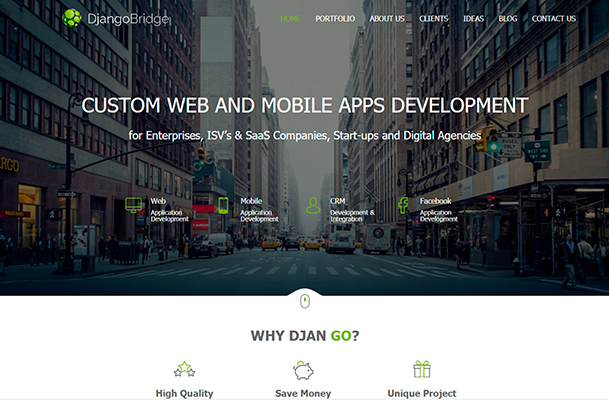 DjangoBridge
HOME PORTFOLIO ABOUT US CLIENTS IDEAS BLOG CONTACT US
CUSTOM WEB AND MOBILE APPS DEVELOPMENT
for Enterprises, ISV's & SaaS Companies, Start-ups and Digital Agencies
Web
Application
Development
Mobile
Application
Development
CRM
Development &
Integration
Facebook
Application
Development
WHY DJAN GO?
High Quality
Save Money
Unique Project